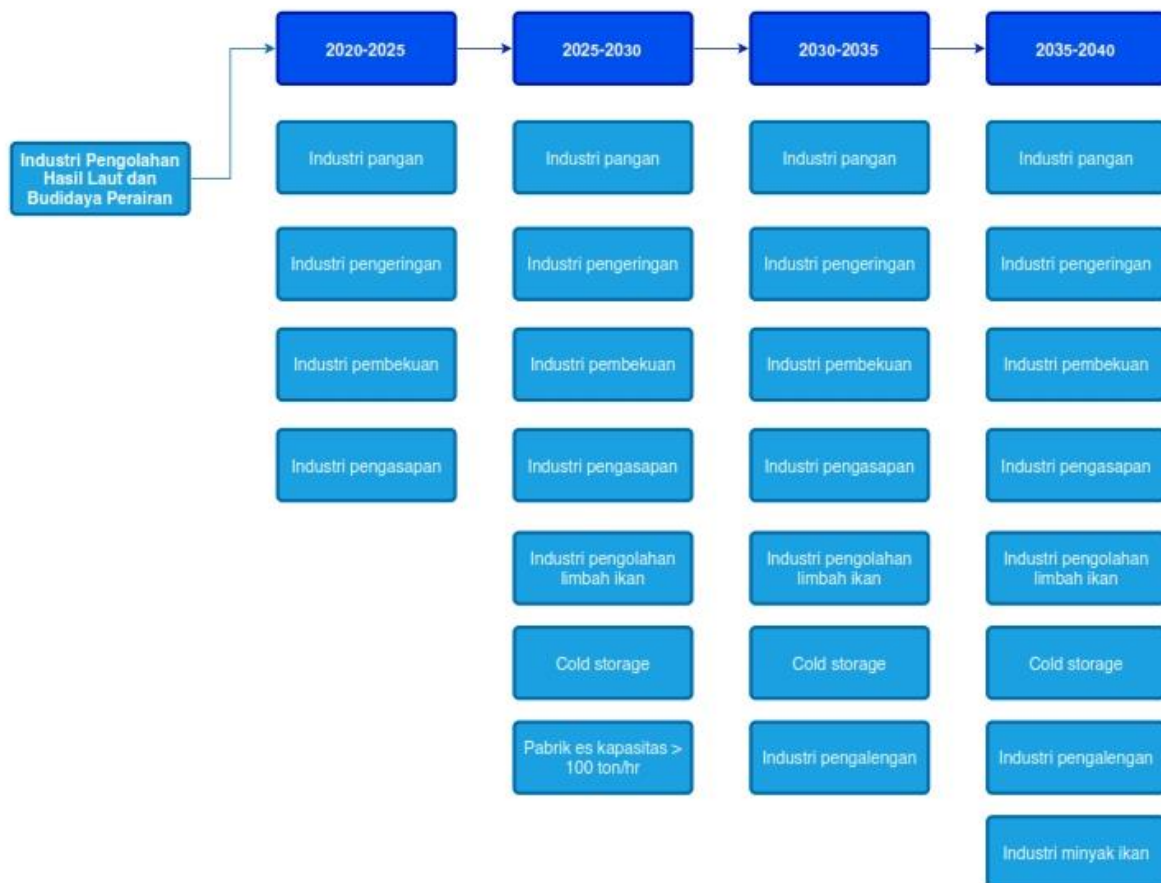 2020-2025
2025-2030
2030-2035
2035-2040
Industri Pengolahan
Hasil Laut dan
Budidaya Perairan
Industri pangan
Industri pangan
Industri pangan
Industri pangan
Industri pengeringan
Industri pengeringan
Industri pengeringan
Industri pengeringan
Industri pembekuan
Industri pembekuan
Industri pembekuan
Industri pembekuan
Industri pengasapan
Industri pengasapan
Industri pengasapan
Industri pengasapan
Industri pengolahan
limbah ikan
Industri pengolahan
limbah ikan
Industri pengolahan
limbah ikan
Cold storage
Cold storage
Cold storage
Pabrik es kapasitas >
100 ton/hr
Industri pengalengan
Industri pengalengan
Industri minyak ikan